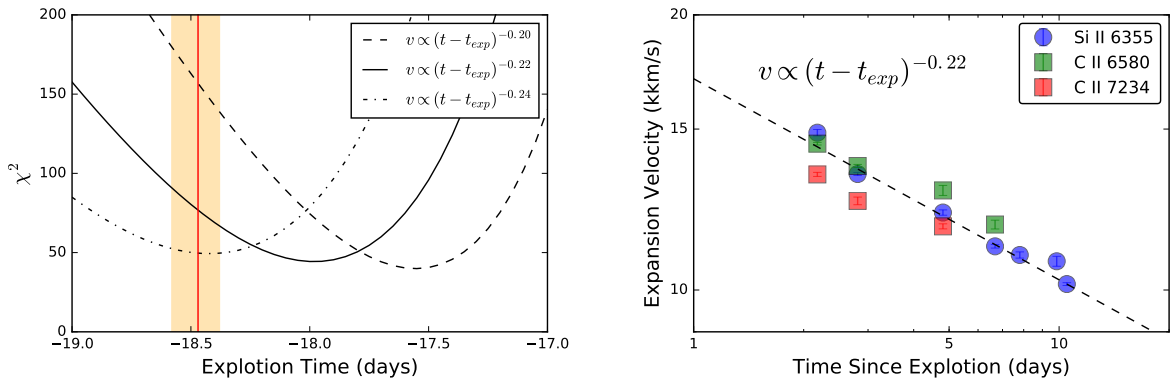 200
150
100
50
0
χ²
−19.0 −18.5 −18.0 −17.5 −17.0
Explotion Time (days)
v ∝ (t − t_exp)^−0.20
v ∝ (t − t_exp)^−0.22
v ∝ (t − t_exp)^−0.24
20
15
10
Expansion Velocity (kkm/s)
v ∝ (t − t_exp)^−0.22
Si II 6355
C II 6580
C II 7234
1 5 10
Time Since Explotion (days)